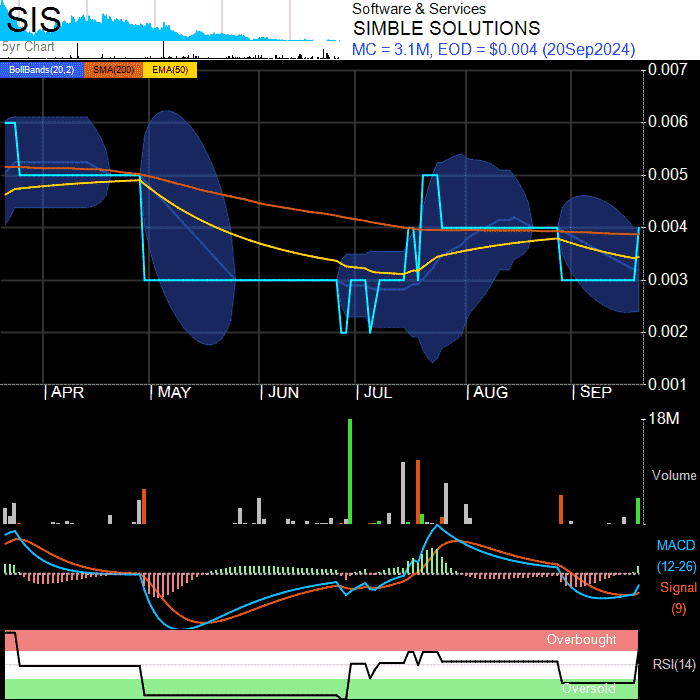 SIS
5yr Chart
Software & Services
SIMBLE SOLUTIONS
MC = 3.1M, EOD = $0.004 (20Sep2024)
BollBands(20,2) SMA(200) EMA(50)
0.007
0.006
0.005
0.004
0.003
0.002
0.001
| APR | MAY | JUN | JUL | AUG | SEP
18M
Volume
MACD
(12-26)
Signal
(9)
Overbought
RSI(14)
Oversold